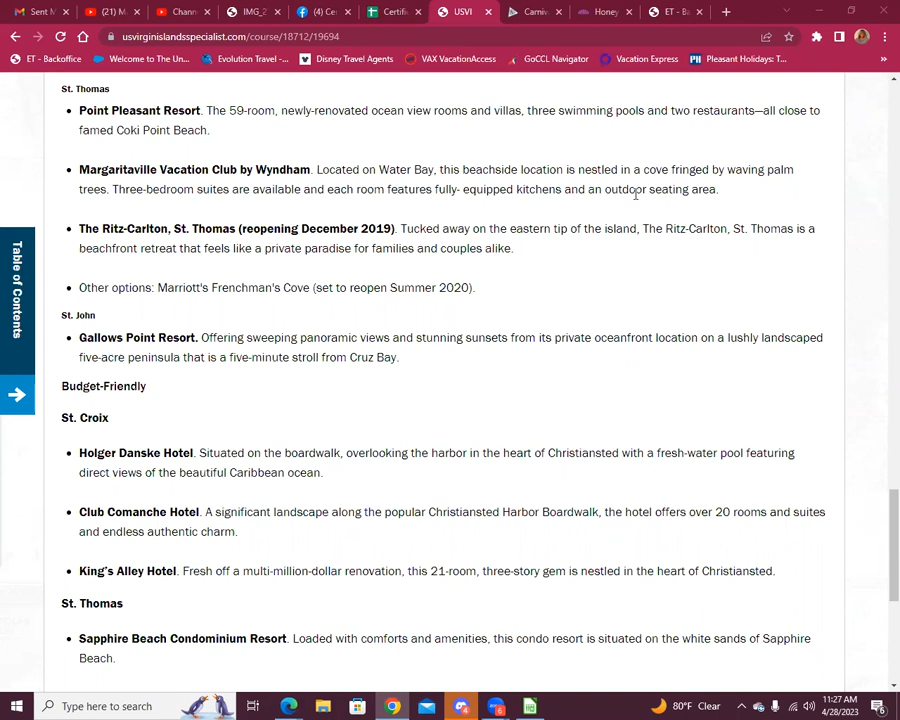 Sent M
(21) M
Chann
IMG_2
(4) Ce
Certific
USVI
Carniv
Honey
ET - Ba
usvirginislandsspecialist.com/course/18712/19694
ET - Backoffice
Welcome to The Un...
Evolution Travel -...
Disney Travel Agents
VAX VacationAccess
GoCCL Navigator
Vacation Express
Pleasant Holidays: T...
St. Thomas
Point Pleasant Resort. The 59-room, newly-renovated ocean view rooms and villas, three swimming pools and two restaurants—all close to
famed Coki Point Beach.
Margaritaville Vacation Club by Wyndham. Located on Water Bay, this beachside location is nestled in a cove fringed by waving palm
trees. Three-bedroom suites are available and each room features fully- equipped kitchens and an outdoor seating area.
The Ritz-Carlton, St. Thomas (reopening December 2019). Tucked away on the eastern tip of the island, The Ritz-Carlton, St. Thomas is a
beachfront retreat that feels like a private paradise for families and couples alike.
Other options: Marriott's Frenchman's Cove (set to reopen Summer 2020).
St. John
Gallows Point Resort. Offering sweeping panoramic views and stunning sunsets from its private oceanfront location on a lushly landscaped
five-acre peninsula that is a five-minute stroll from Cruz Bay.
Budget-Friendly
St. Croix
Holger Danske Hotel. Situated on the boardwalk, overlooking the harbor in the heart of Christiansted with a fresh-water pool featuring
direct views of the beautiful Caribbean ocean.
Club Comanche Hotel. A significant landscape along the popular Christiansted Harbor Boardwalk, the hotel offers over 20 rooms and suites
and endless authentic charm.
King's Alley Hotel. Fresh off a multi-million-dollar renovation, this 21-room, three-story gem is nestled in the heart of Christiansted.
St. Thomas
Sapphire Beach Condominium Resort. Loaded with comforts and amenities, this condo resort is situated on the white sands of Sapphire
Beach.
Table of Contents
Type here to search
80°F Clear
11:27 AM
4/28/2023